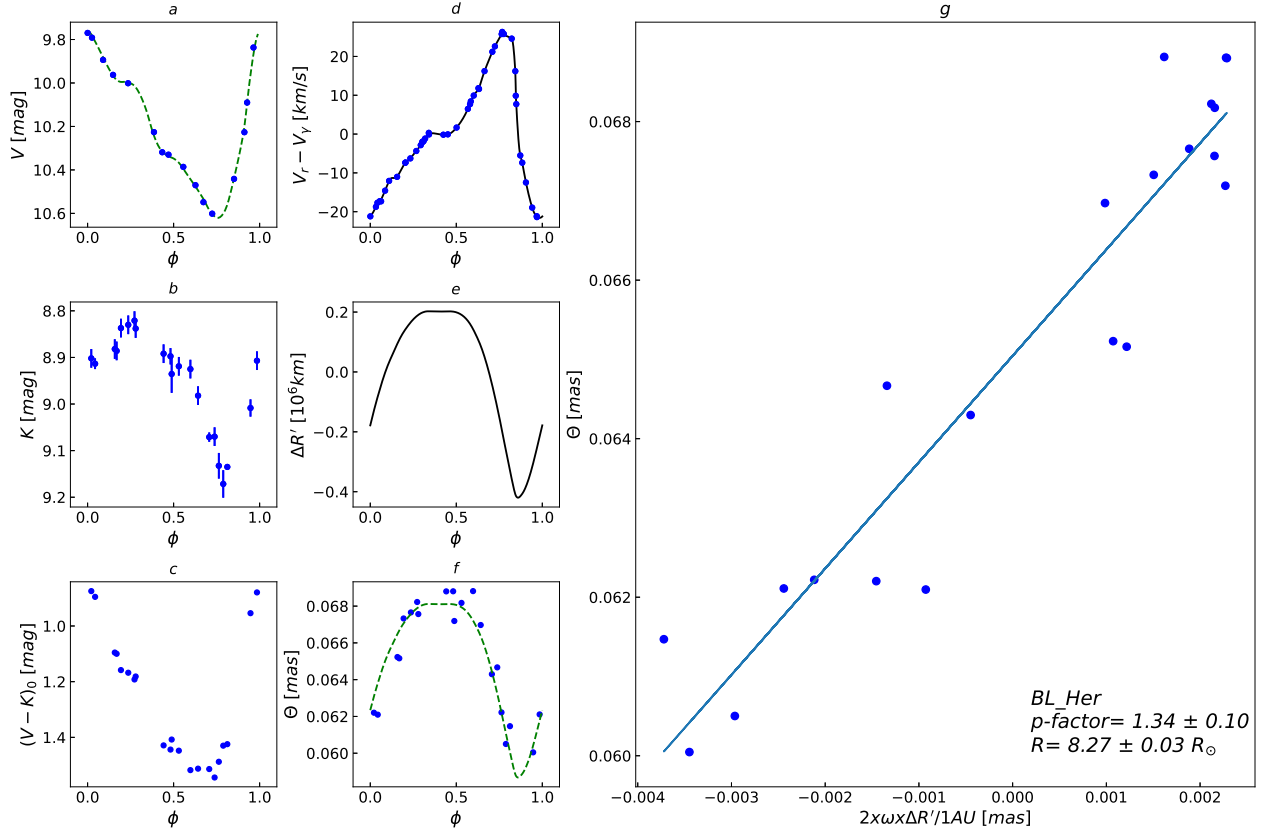 a
9.8
10.0
10.2
10.4
10.6
V [mag]
0.0 0.5 1.0
ϕ
d
20
10
0
−10
−20
V_r − V_γ [km/s]
0.0 0.5 1.0
ϕ
b
8.8
8.9
9.0
9.1
9.2
K [mag]
0.0 0.5 1.0
ϕ
e
0.2
0.0
−0.2
−0.4
ΔR′ [10⁶km]
0.0 0.5 1.0
ϕ
c
1.0
1.2
1.4
(V − K)₀ [mag]
0.0 0.5 1.0
ϕ
f
0.068
0.066
0.064
0.062
0.060
Θ [mas]
0.0 0.5 1.0
ϕ
g
0.068
0.066
0.064
0.062
0.060
Θ [mas]
BL_Her
p-factor= 1.34 ± 0.10
R= 8.27 ± 0.03 R⊙
−0.004 −0.003 −0.002 −0.001 0.000 0.001 0.002
2xωxΔR′/1AU [mas]